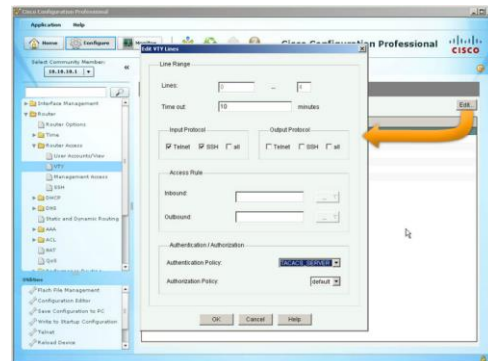 Cisco Configuration Professional
Application Help
Home Configure Monitor
Cisco Configuration Professional
CISCO
Select Community Member:
10.10.10.1
Interface Management
Router
Router Options
Time
Router Access
User Accounts/View
VTY
Management Access
SSH
DHCP
DNS
Static and Dynamic Routing
AAA
ACL
NAT
QoS
Utilities
Flash File Management
Configuration Editor
Save Configuration to PC
Write to Startup Configuration
Telnet
Reload Device
Edit...
Edit VTY Lines
Line Range
Lines: 0 - 4
Time out: 10 minutes
Input Protocol
Telnet SSH all
Output Protocol
Telnet SSH all
Access Rule
Inbound:
Outbound:
Authentication / Authorization
Authentication Policy: TACACS_SERVER
Authorization Policy: default
OK Cancel Help